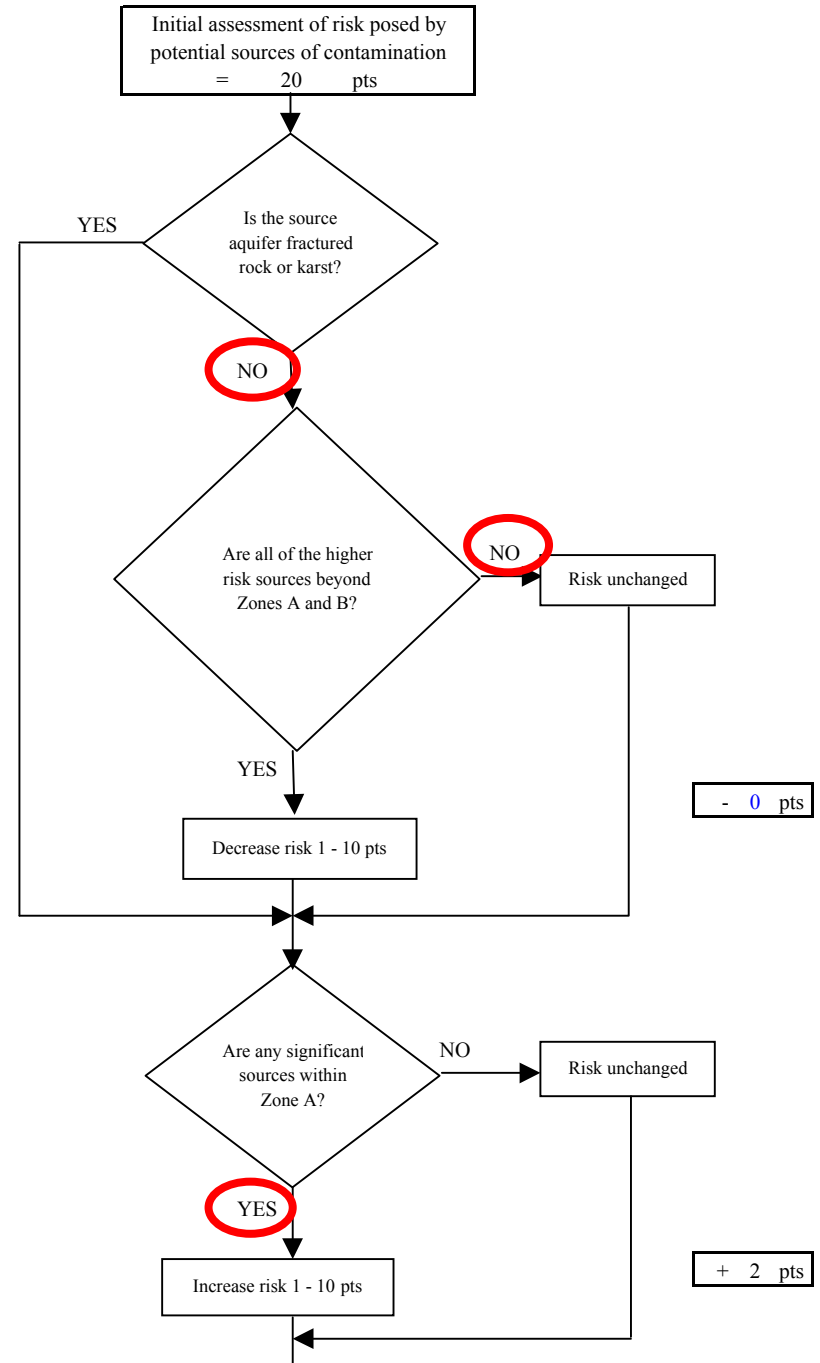 Initial assessment of risk posed by
potential sources of contamination
= 20 pts
YES
Is the source
aquifer fractured
rock or karst?
NO
Are all of the higher
risk sources beyond
Zones A and B?
NO
Risk unchanged
YES
- 0 pts
Decrease risk 1 - 10 pts
Are any significant
sources within
Zone A?
NO
Risk unchanged
YES
Increase risk 1 - 10 pts
+ 2 pts